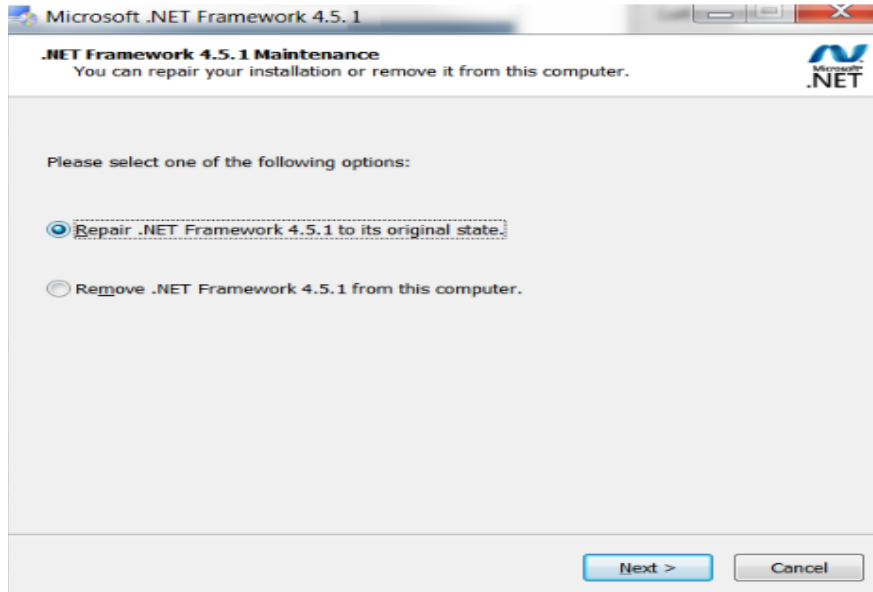 Microsoft .NET Framework 4.5.1
.NET Framework 4.5.1 Maintenance
You can repair your installation or remove it from this computer.
Microsoft
.NET
Please select one of the following options:
Repair .NET Framework 4.5.1 to its original state.
Remove .NET Framework 4.5.1 from this computer.
Next >
Cancel